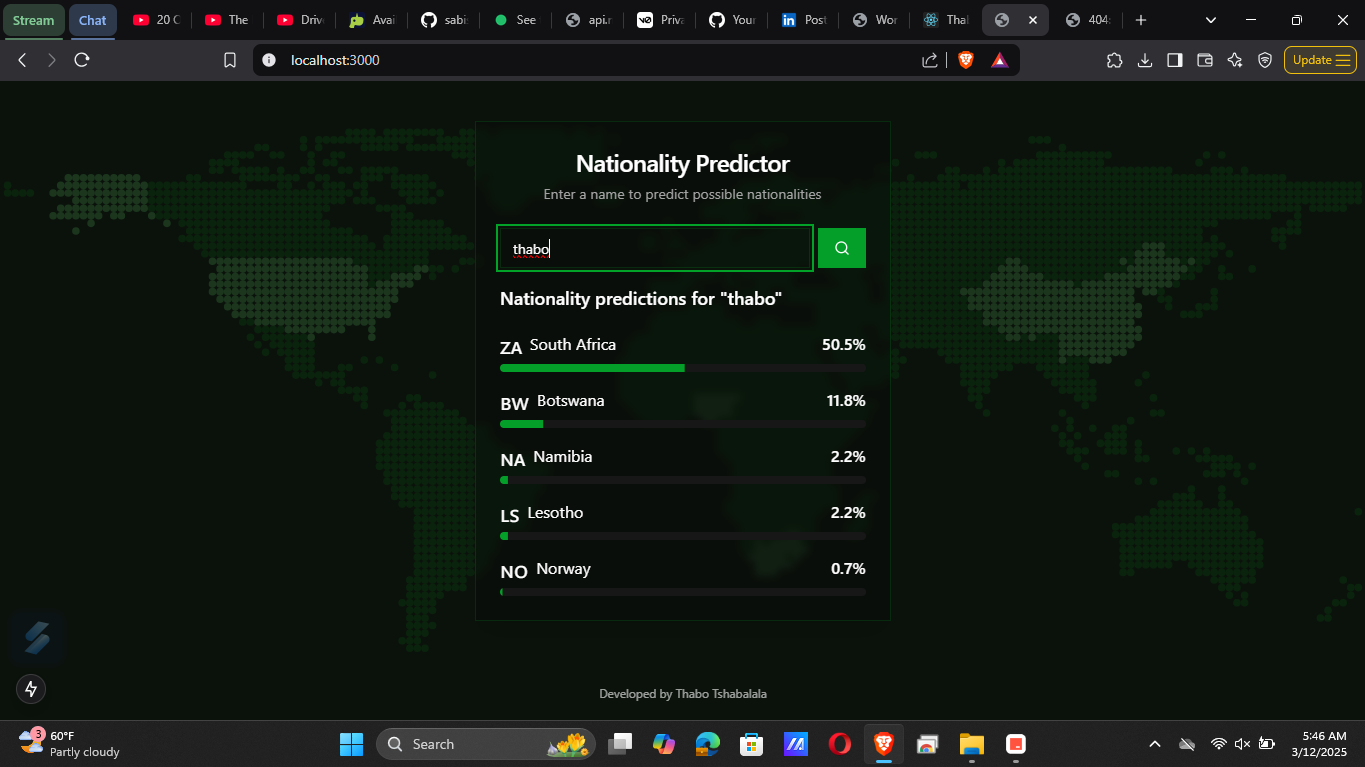 Stream Chat 20 The Driv Avai sabis See api.r Priva Your in Post Wor Thal 404:
localhost:3000 Update
Nationality Predictor
Enter a name to predict possible nationalities
thabo
Nationality predictions for "thabo"
ZA South Africa 50.5%
BW Botswana 11.8%
NA Namibia 2.2%
LS Lesotho 2.2%
NO Norway 0.7%
Developed by Thabo Tshabalala
3 60°F
Partly cloudy
Search
5:46 AM
3/12/2025